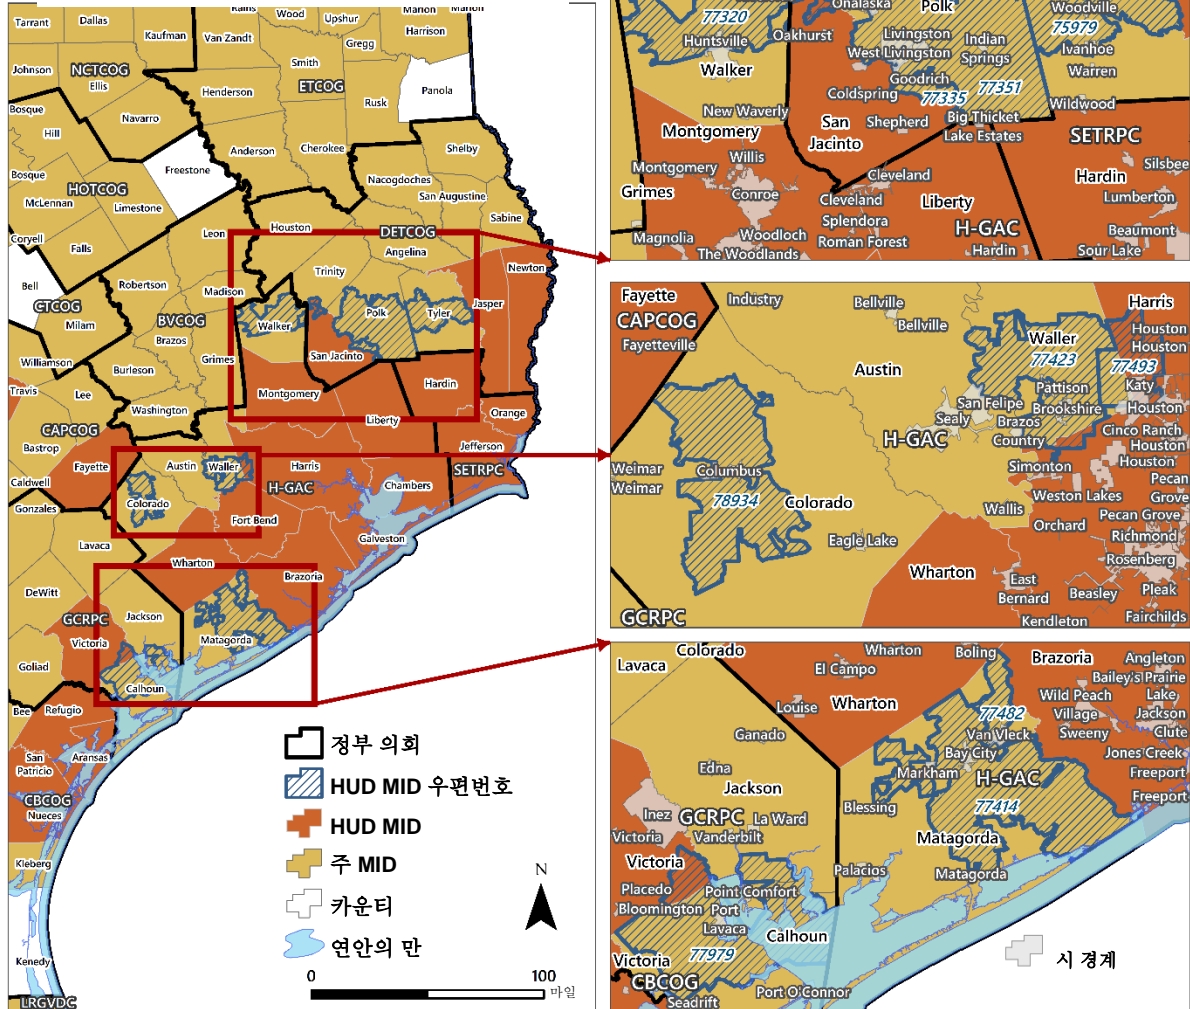 Tarrant
Dallas
Kaufman
Rains
Wood
Upshur
Marion
Marion
Harrison
Van Zandt
Gregg
Johnson
NCTCOG
Ellis
Smith
ETCOG
Henderson
Rusk
Panola
Bosque
Navarro
Hill
Anderson
Cherokee
Shelby
Freestone
Bosque
HOTCOG
McLennan
Limestone
Nacogdoches
San Augustine
Sabine
Coryell
Falls
Leon
Houston
DETCOG
Angelina
Bell
Robertson
Madison
Trinity
Newton
CTCOG
Milam
BVCOG
Brazos
Walker
Polk
Tyler
Jasper
Williamson
Burleson
Grimes
San Jacinto
Travis
Lee
Washington
Montgomery
Hardin
CAPCOG
Bastrop
Liberty
Orange
Jefferson
Fayette
Austin
Waller
Harris
SETRPC
Caldwell
H-GAC
Chambers
Gonzales
Colorado
Fort Bend
Lavaca
Galveston
Wharton
DeWitt
Brazoria
GCRPC
Jackson
Victoria
Matagorda
Goliad
Calhoun
Bee
Refugio
San
Patricio
Aransas
CBCOG
Nueces
Kleberg
Kenedy
LRGVDC
정부 의회
HUD MID 우편번호
HUD MID
주 MID
카운티
연안의 만
N
0
100
마일
Onalaska
Polk
Woodville
77320
Huntsville
Oakhurst
Livingston
West Livingston
Indian
Springs
75979
Ivanhoe
Walker
Goodrich
Warren
Coldspring
77335
77351
Wildwood
New Waverly
San
Jacinto
Shepherd
Big Thicket
Lake Estates
SETRPC
Montgomery
Willis
Montgomery
Silsbee
Hardin
Grimes
Conroe
Cleveland
Cleveland
Liberty
Lumberton
Splendora
Roman Forest
H-GAC
Beaumont
Magnolia
Woodloch
The Woodlands
Hardin
Sour Lake
Fayette
CAPCOG
Fayetteville
Industry
Bellville
Bellville
Harris
Waller
77423
Houston
Houston
77493
Austin
Pattison
Katy
San Felipe
Brookshire
Houston
Sealy
Brazos
Country
Cinco Ranch
H-GAC
Houston
Weimar
Weimar
Columbus
Simonton
Houston
78934
Colorado
Weston Lakes
Pecan
Grove
Wallis
Orchard
Pecan Grove
Eagle Lake
Richmond
Rosenberg
Wharton
East
Bernard
Beasley
Pleak
GCRPC
Kendleton
Fairchilds
Lavaca
Colorado
Wharton
Boling
Brazoria
Angleton
El Campo
Bailey's Prairie
Wharton
Wild Peach
Village
Lake
Jackson
Louise
77482
Sweeny
Clute
Ganado
Van Vleck
Bay City
Jones Creek
Edna
Markham
H-GAC
Freeport
Jackson
77414
Freeport
Inez
GCRPC
La Ward
Blessing
Victoria
Vanderbilt
Matagorda
Victoria
Palacios
Matagorda
Placedo
Point Comfort
Bloomington
Port
Lavaca
Calhoun
77979
Victoria
CBCOG
Port O'Connor
Seadrift
시 경계